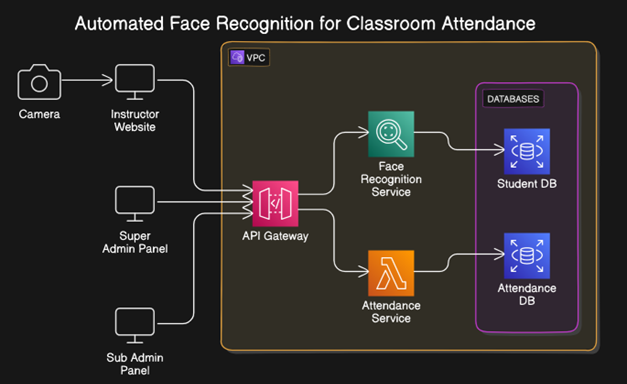 Automated Face Recognition for Classroom Attendance
VPC
DATABASES
Camera
Instructor
Website
Face
Recognition
Service
Student DB
Super
Admin Panel
API Gateway
Attendance
Service
Attendance
DB
Sub Admin
Panel